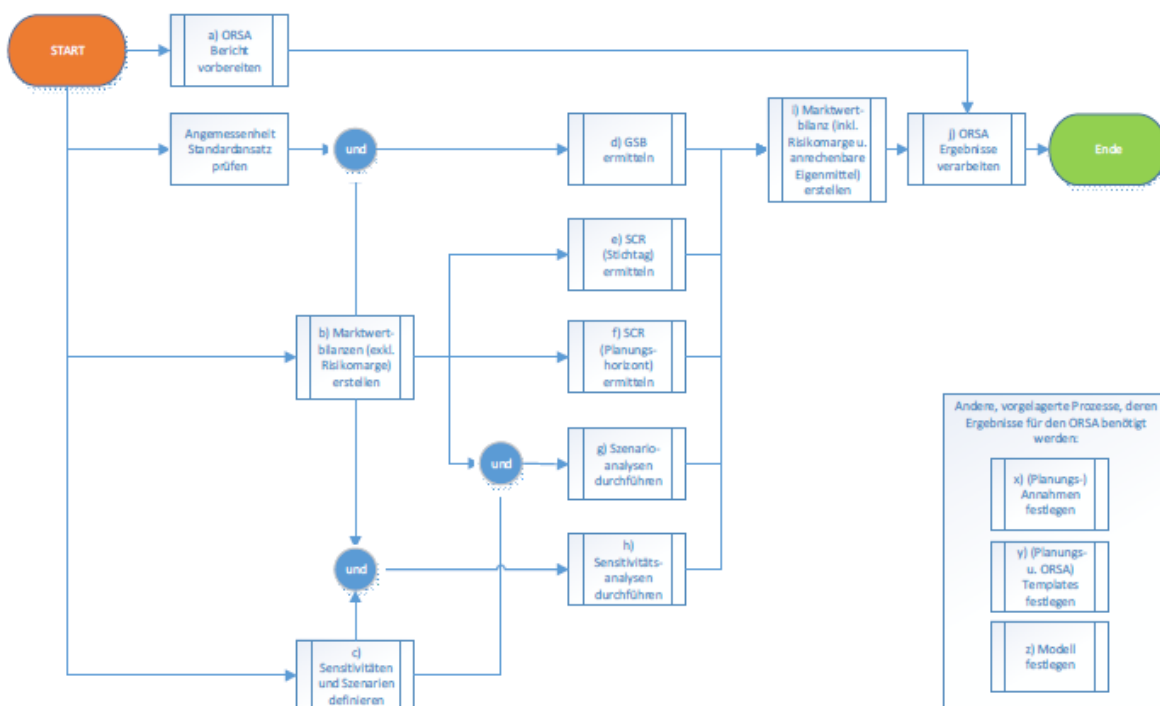 START
a) ORSA
Bericht
vorbereiten
Angemessenheit
Standardansatz
prüfen
und
d) GSB
ermitteln
i) Marktwert-
bilanz (inkl.
Risikomarge u.
anrechenbare
Eigenmittel)
erstellen
j) ORSA
Ergebnisse
verarbeiten
Ende
e) SCR
(Stichtag)
ermitteln
b) Marktwert-
bilanzen (exkl.
Risikomarge)
erstellen
f) SCR
(Planungs-
horizont)
ermitteln
und
g) Szenario-
analysen
durchführen
und
h)
Sensitivitäts-
analysen
durchführen
c)
Sensitivitäten
und Szenarien
definieren
Andere, vorgelagerte Prozesse, deren
Ergebnisse für den ORSA benötigt
werden:
x) (Planungs-)
Annahmen
festlegen
y) (Planungs-
u. ORSA)
Templates
festlegen
z) Modell
festlegen